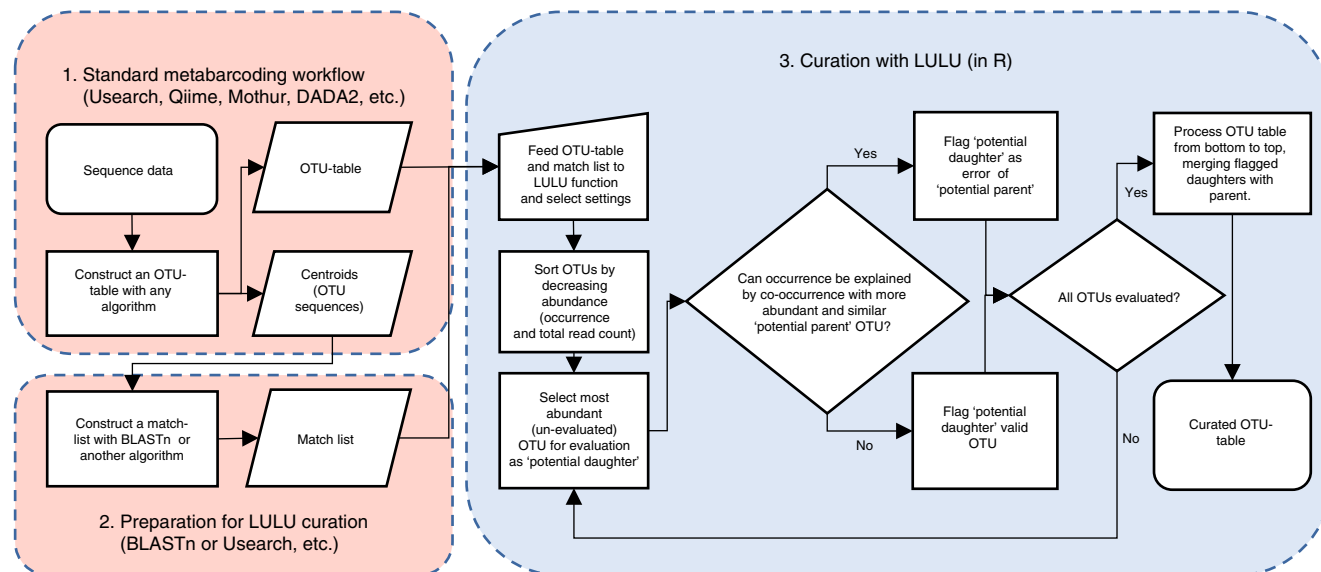 1. Standard metabarcoding workflow
(Usearch, Qiime, Mothur, DADA2, etc.)
Sequence data
OTU-table
Construct an OTU-
table with any
algorithm
Centroids
(OTU
sequences)
Construct a match-
list with BLASTn or
another algorithm
Match list
2. Preparation for LULU curation
(BLASTn or Usearch, etc.)
3. Curation with LULU (in R)
Feed OTU-table
and match list to
LULU function
and select settings
Sort OTUs by
decreasing
abundance
(occurrence
and total read count)
Select most
abundant
(un-evaluated)
OTU for evaluation
as ‘potential daughter’
Can occurrence be explained
by co-occurrence with more
abundant and similar
‘potential parent’ OTU?
Yes
Flag ‘potential
daughter’ as
error of
‘potential parent’
No
Flag ‘potential
daughter’ valid
OTU
All OTUs evaluated?
Yes
Process OTU table
from bottom to top,
merging flagged
daughters with
parent.
No
Curated OTU-
table